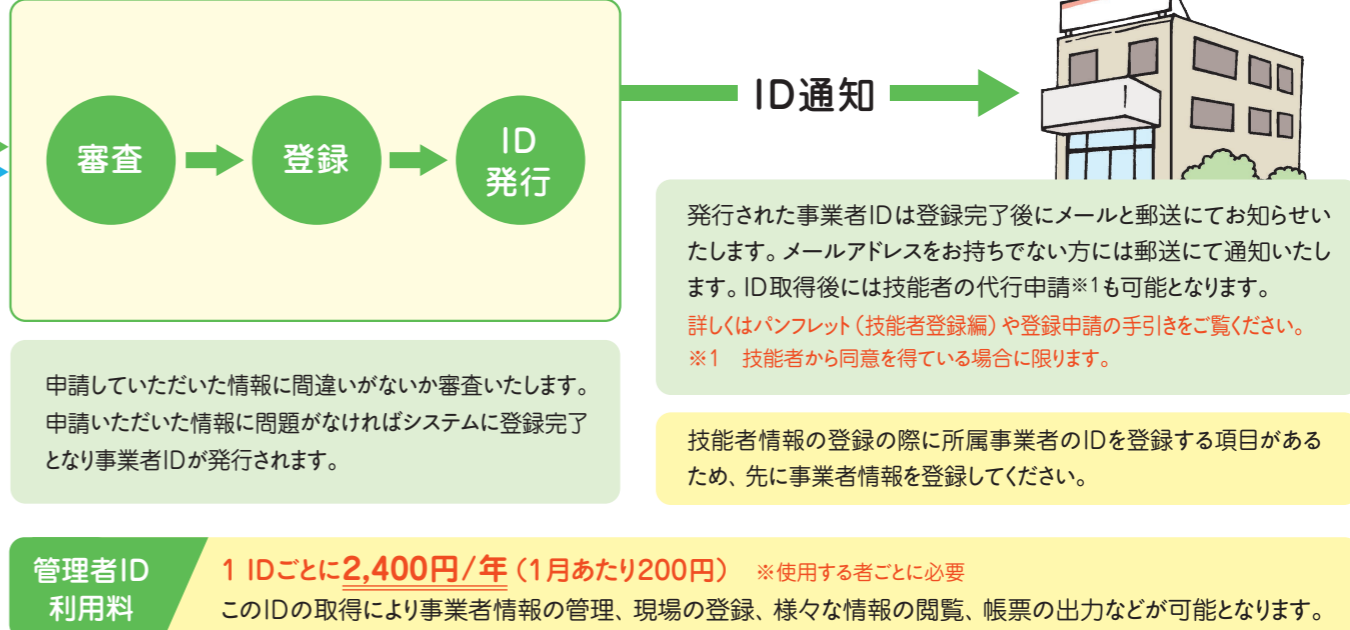 審査
登録
ID
発行
ID通知
申請していただいた情報に間違いがないか審査いたします。
申請いただいた情報に問題がなければシステムに登録完了
となり事業者IDが発行されます。
発行された事業者IDは登録完了後にメールと郵送にてお知らせい
たします。メールアドレスをお持ちでない方には郵送にて通知いたし
ます。ID取得後には技能者の代行申請※1も可能となります。
詳しくはパンフレット（技能者登録編）や登録申請の手引きをご覧ください。
※1　技能者から同意を得ている場合に限ります。
技能者情報の登録の際に所属事業者のIDを登録する項目がある
ため、先に事業者情報を登録してください。
管理者ID
利用料
1 IDごとに2,400円/年（1月あたり200円）　※使用する者ごとに必要
このIDの取得により事業者情報の管理、現場の登録、様々な情報の閲覧、帳票の出力などが可能となります。